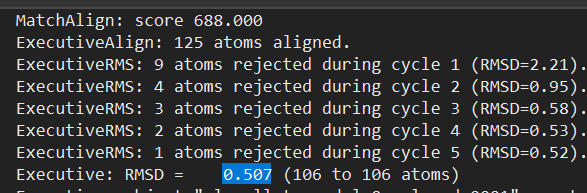 MatchAlign: score 688.000
ExecutiveAlign: 125 atoms aligned.
ExecutiveRMS: 9 atoms rejected during cycle 1 (RMSD=2.21).
ExecutiveRMS: 4 atoms rejected during cycle 2 (RMSD=0.95).
ExecutiveRMS: 3 atoms rejected during cycle 3 (RMSD=0.58).
ExecutiveRMS: 2 atoms rejected during cycle 4 (RMSD=0.53).
ExecutiveRMS: 1 atoms rejected during cycle 5 (RMSD=0.52).
Executive: RMSD = 0.507 (106 to 106 atoms)